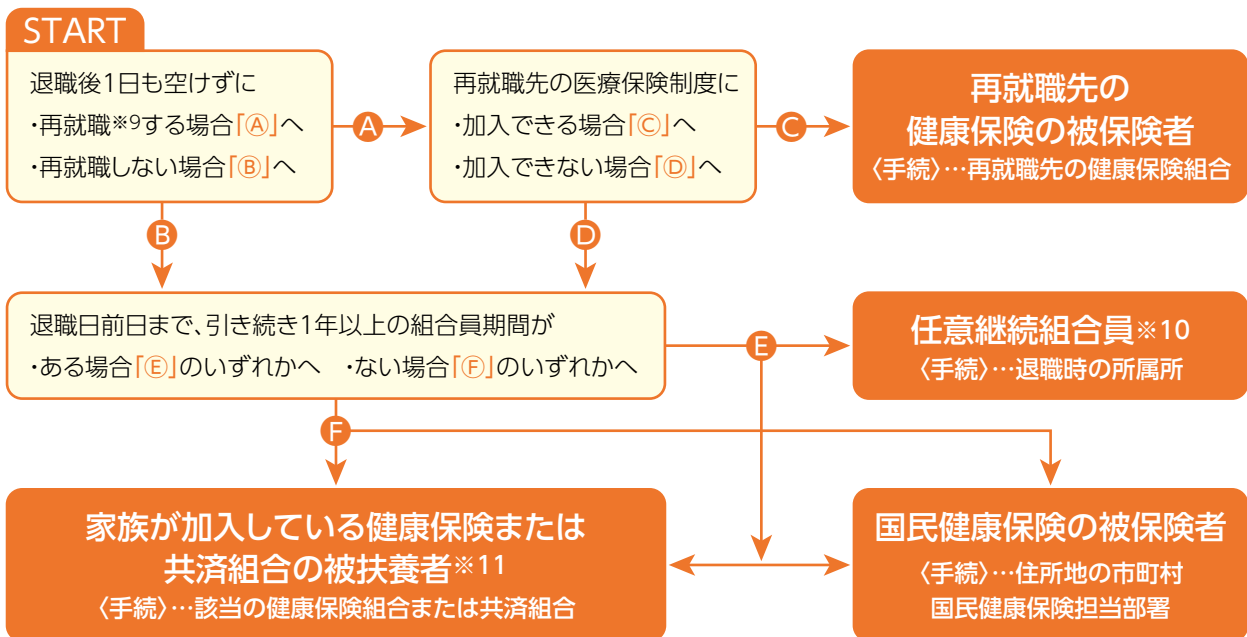 START
退職後1日も空けずに
・再就職※9する場合「Ⓐ」へ
・再就職しない場合「Ⓑ」へ
A
再就職先の医療保険制度に
・加入できる場合「Ⓒ」へ
・加入できない場合「Ⓓ」へ
C
再就職先の
健康保険の被保険者
〈手続〉…再就職先の健康保険組合
B
D
退職日前日まで、引き続き1年以上の組合員期間が
・ある場合「Ⓔ」のいずれかへ ・ない場合「Ⓕ」のいずれかへ
E
任意継続組合員※10
〈手続〉…退職時の所属所
F
家族が加入している健康保険または
共済組合の被扶養者※11
〈手続〉…該当の健康保険組合または共済組合
国民健康保険の被保険者
〈手続〉…住所地の市町村
国民健康保険担当部署